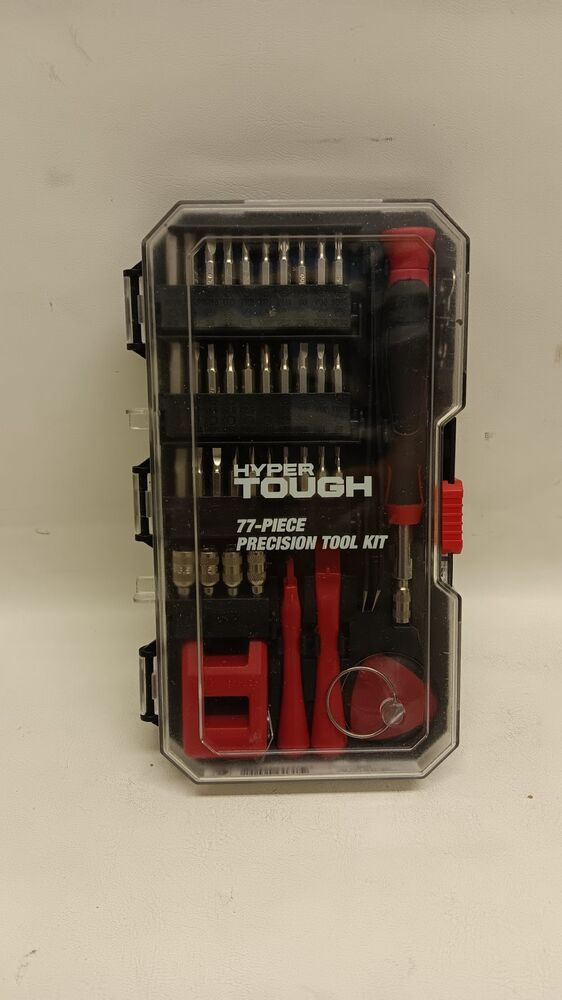 HYPER
TOUGH
77-PIECE
PRECISION TOOL KIT